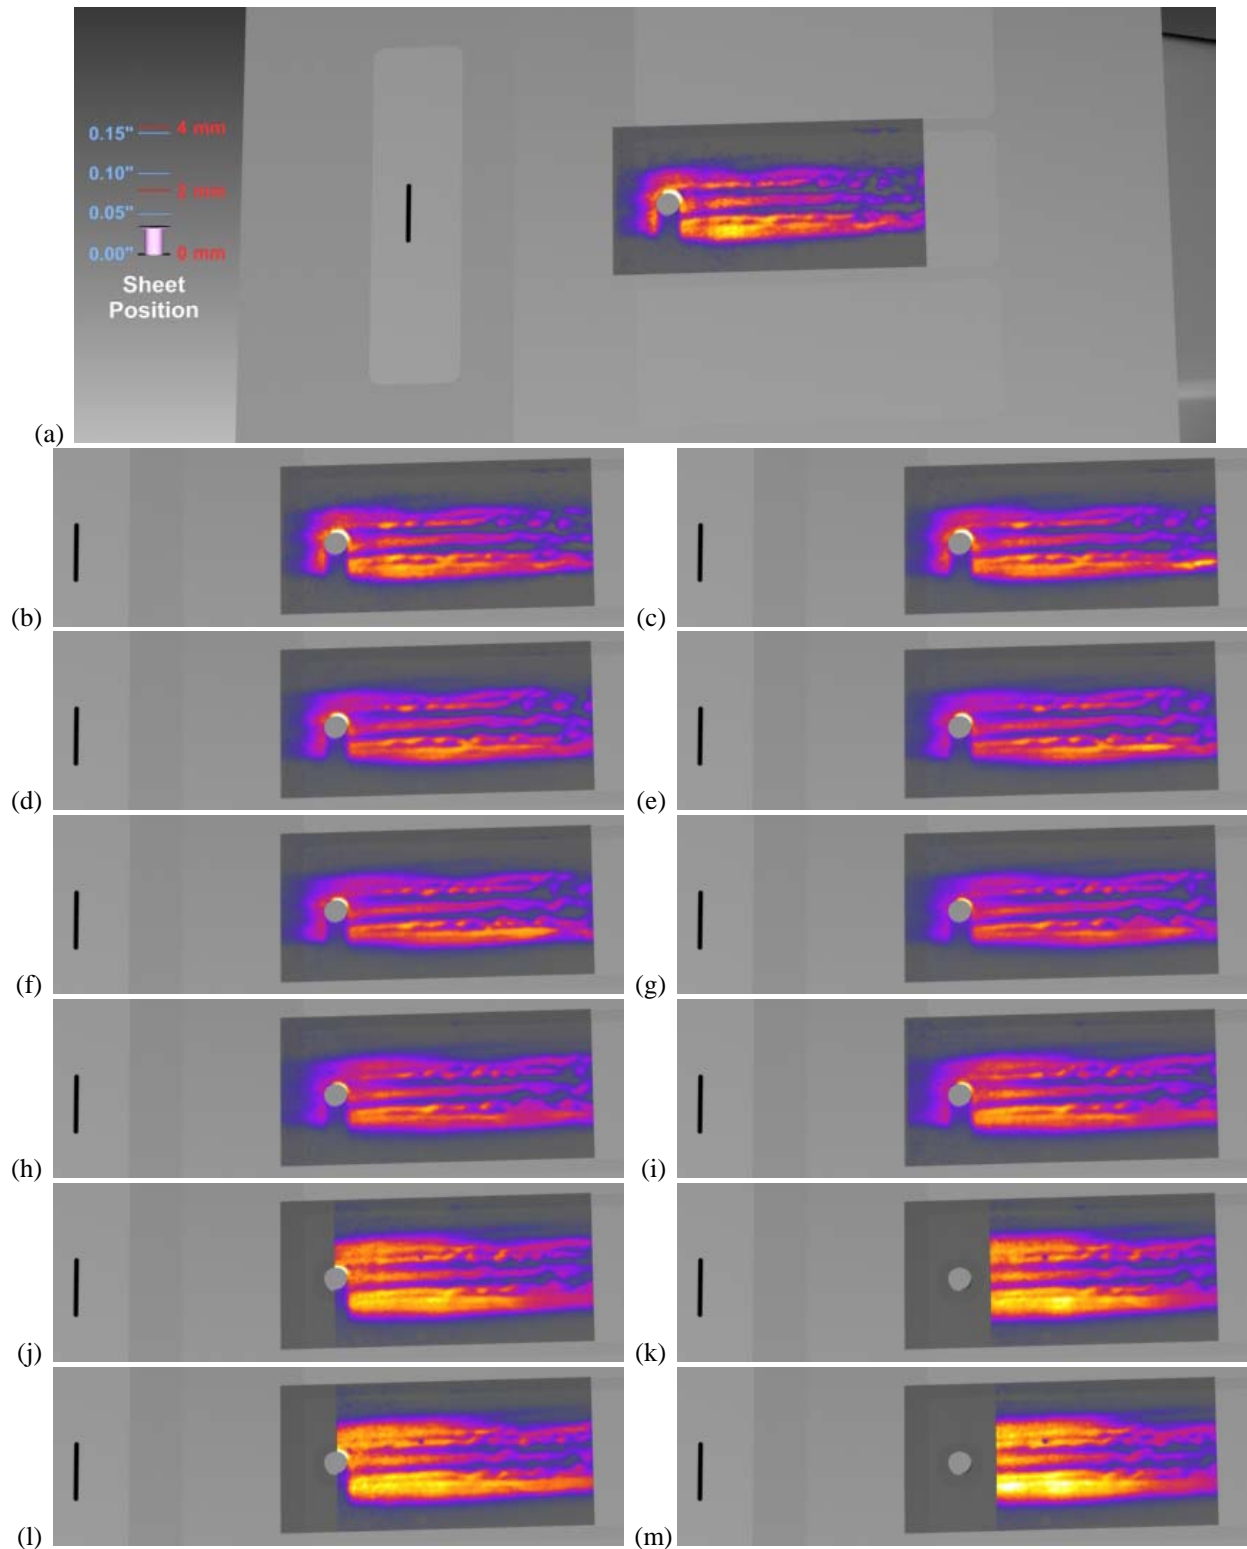 0.15" 4 mm
0.10"
2 mm
0.05"
0.00" 0 mm
Sheet
Position
(a)
(b) (c)
(d) (e)
(f) (g)
(h) (i)
(j) (k)
(l) (m)